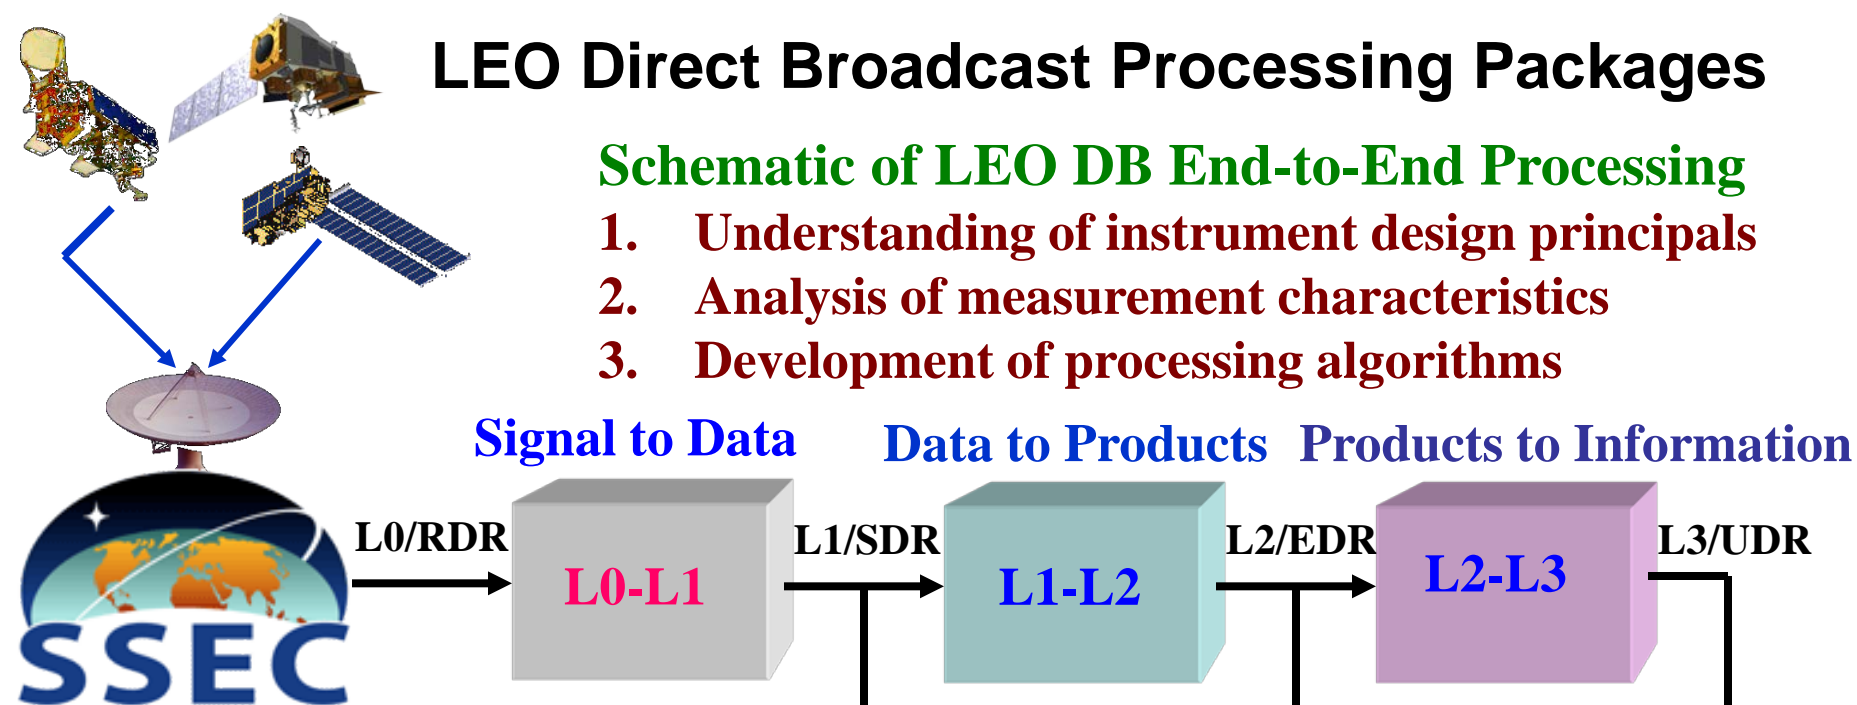 LEO Direct Broadcast Processing Packages
Schematic of LEO DB End-to-End Processing
1. Understanding of instrument design principals
2. Analysis of measurement characteristics
3. Development of processing algorithms
Signal to Data
Data to Products
Products to Information
L0/RDR
L0-L1
L1/SDR
L1-L2
L2/EDR
L2-L3
L3/UDR
SSEC